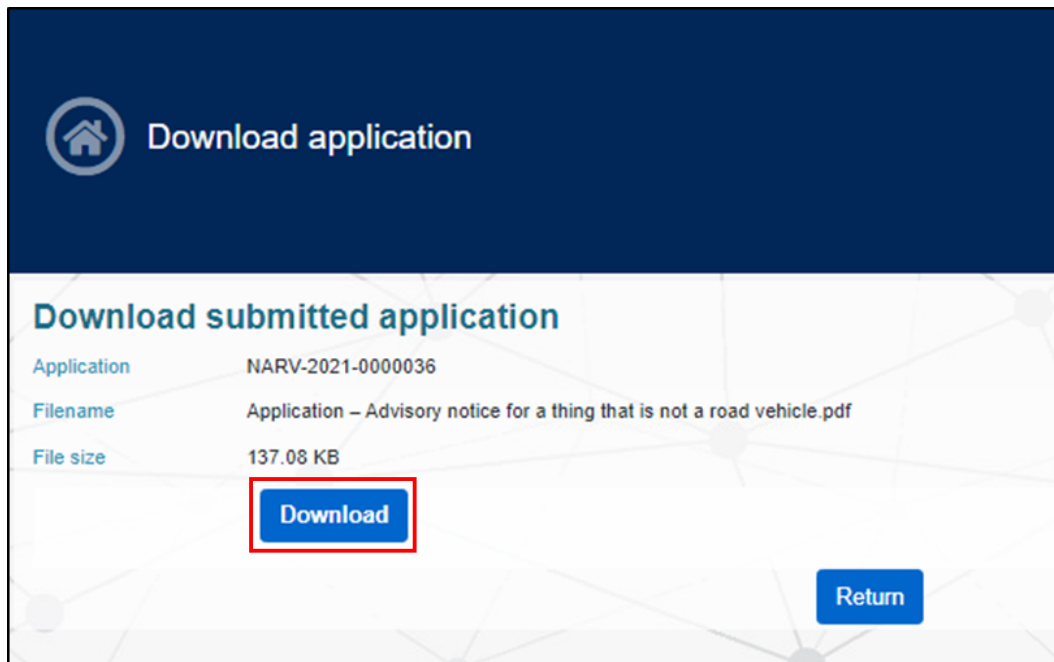 Download application
Download submitted application
Application NARV-2021-0000036
Filename Application – Advisory notice for a thing that is not a road vehicle.pdf
File size 137.08 KB
Download
Return